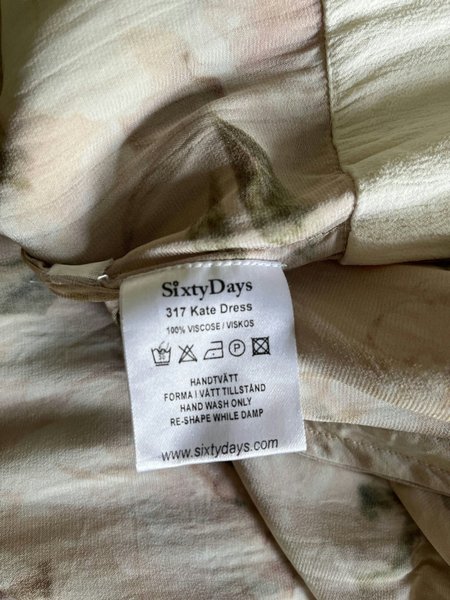 SixtyDays
317 Kate Dress
100% VISCOSE / VISKOS
HANDTVÄTT
FORMA I VÅTT TILLSTÅND
HAND WASH ONLY
RE-SHAPE WHILE DAMP
www.sixtydays.com